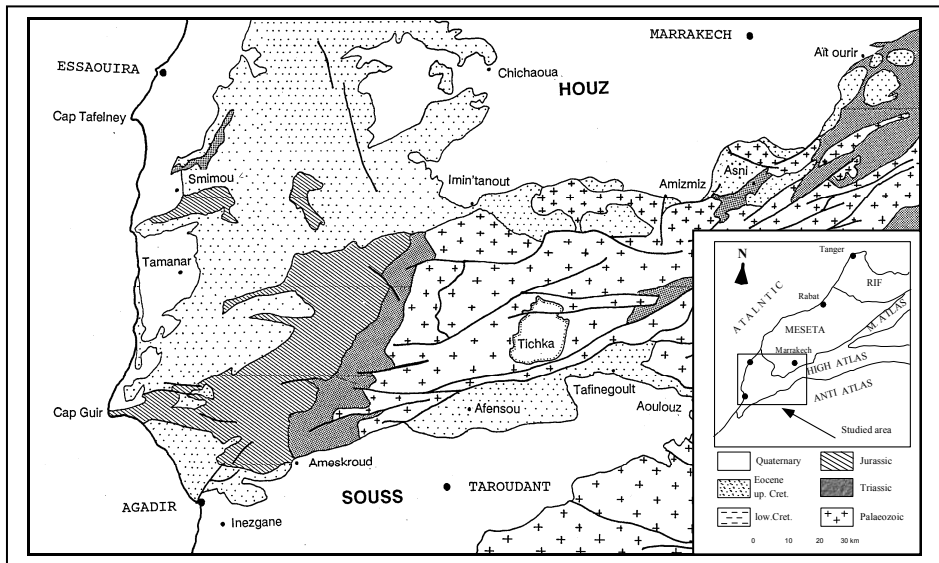 MARRAKECH
Aït ourir
ESSAOUIRA
Chichaoua
HOUZ
Cap Tafelney
Smimou
Imin'tanout
Amizmiz
Asni
Tamanar
Tichka
Cap Guir
Tafinegoult
Afensou
Aoulouz
Ameskroud
SOUSS
TAROUDANT
AGADIR
Inezgane
N
Tanger
RIF
ATALNTIC
Rabat
MESETA
M. ATLAS
Marrakech
HIGH ATLAS
ANTI ATLAS
Studied area
Quaternary
Jurassic
Eocene
up. Cret.
Triassic
low.Cret.
Palaeozoic
0 10 20 30 km